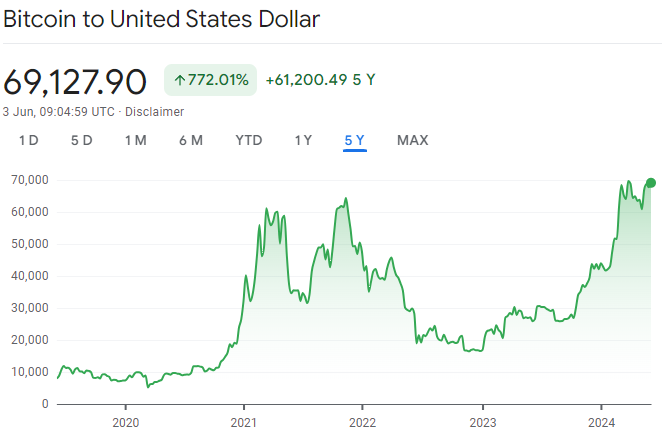 Bitcoin to United States Dollar
69,127.90 ↑772.01% +61,200.49 5 Y
3 Jun, 09:04:59 UTC · Disclaimer
1 D 5 D 1 M 6 M YTD 1 Y 5 Y MAX
70,000
60,000
50,000
40,000
30,000
20,000
10,000
0
2020 2021 2022 2023 2024